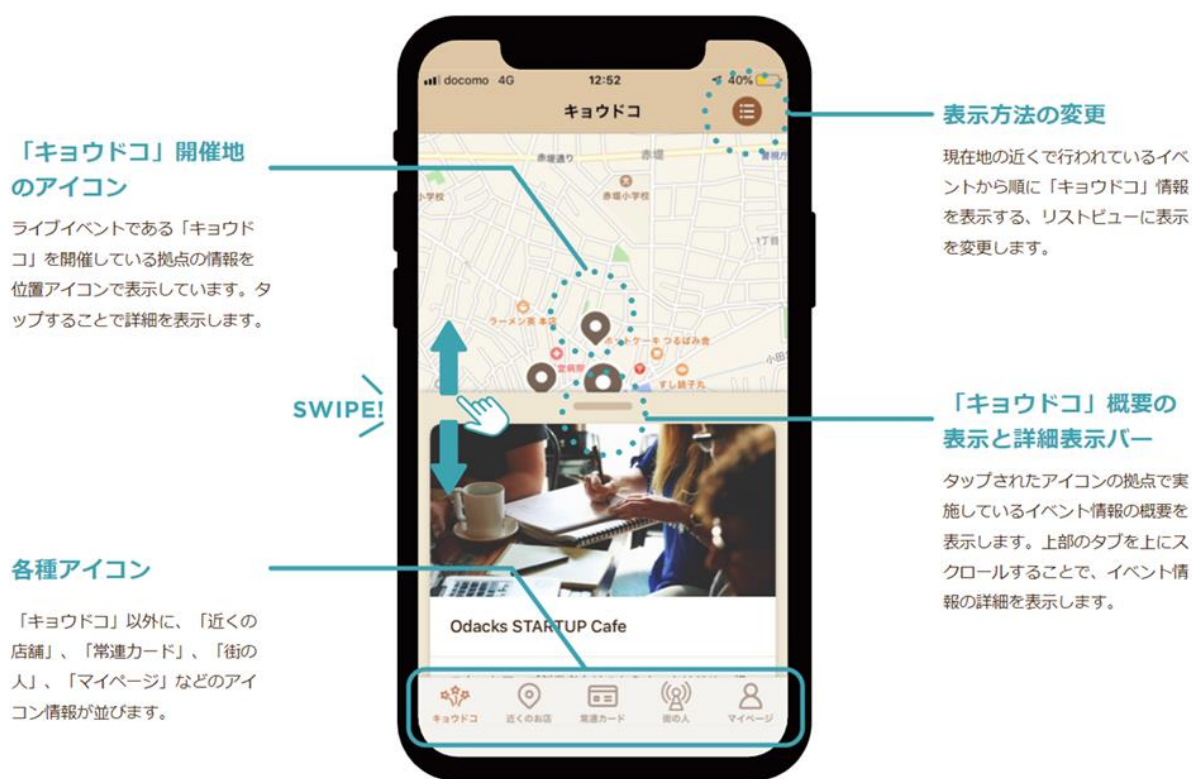 docomo 4G
12:52
40%
キョウドコ
表示方法の変更
現在地の近くで行われているイベ
ントから順に「キョウドコ」情報
を表示する、リストビューに表示
を変更します。
「キョウドコ」開催地
のアイコン
ライブイベントである「キョウド
コ」を開催している拠点の情報を
位置アイコンで表示しています。タ
ップすることで詳細を表示します。
赤堤通り
赤堤
警視庁
小学校
赤堤小学校
1丁目
ラーメン英 本店
ホットケーキ つるばみ舎
すし銚子丸
SWIPE!
「キョウドコ」概要の
表示と詳細表示バー
タップされたアイコンの拠点で実
施しているイベント情報の概要を
表示します。上部のタブを上にス
クロールすることで、イベント情
報の詳細を表示します。
各種アイコン
「キョウドコ」以外に、「近くの
店舗」、「常連カード」、「街の
人」、「マイページ」などのアイ
コン情報が並びます。
Odacks STARTUP Cafe
キョウドコ
近くのお店
常連カード
街の人
マイページ